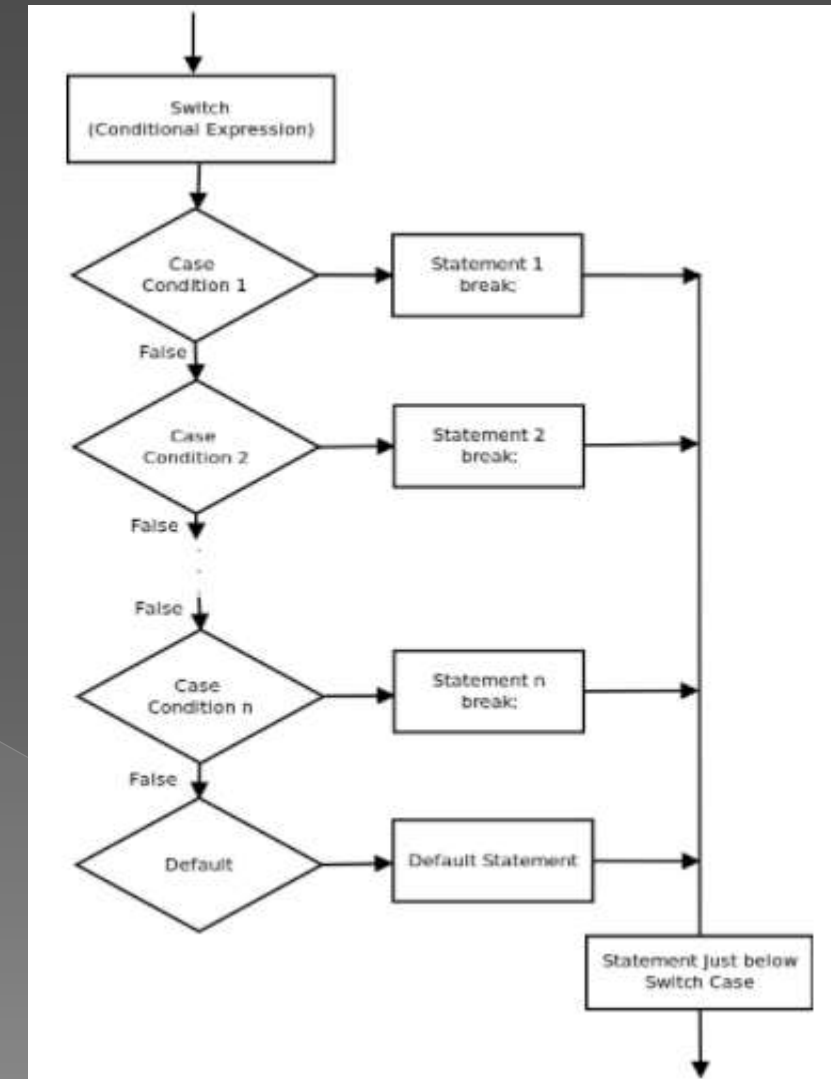 Switch
(Conditional Expression)
Case
Condition 1
Statement 1
break;
False
Case
Condition 2
Statement 2
break;
False
False
Case
Condition n
Statement n
break;
False
Default
Default Statement
Statement just below
Switch Case